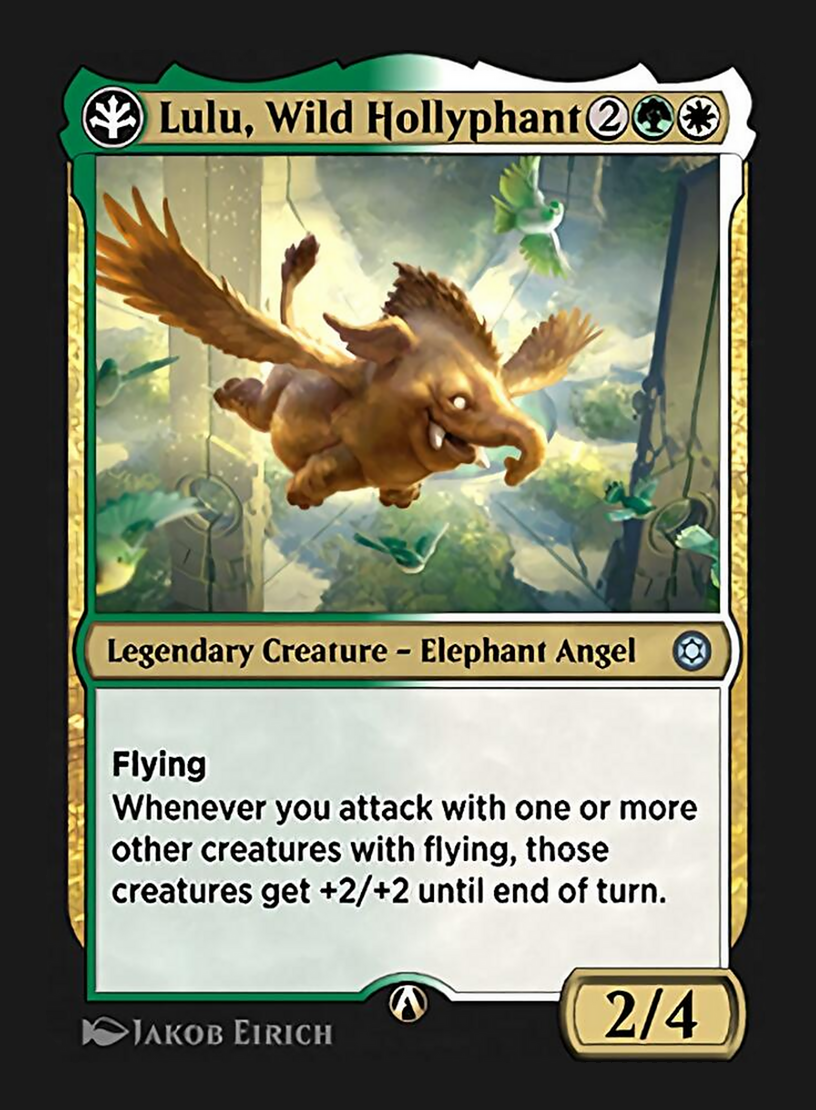 Lulu, Wild Hollyphant 2
Legendary Creature – Elephant Angel
Flying
Whenever you attack with one or more
other creatures with flying, those
creatures get +2/+2 until end of turn.
2/4
Jakob Eirich